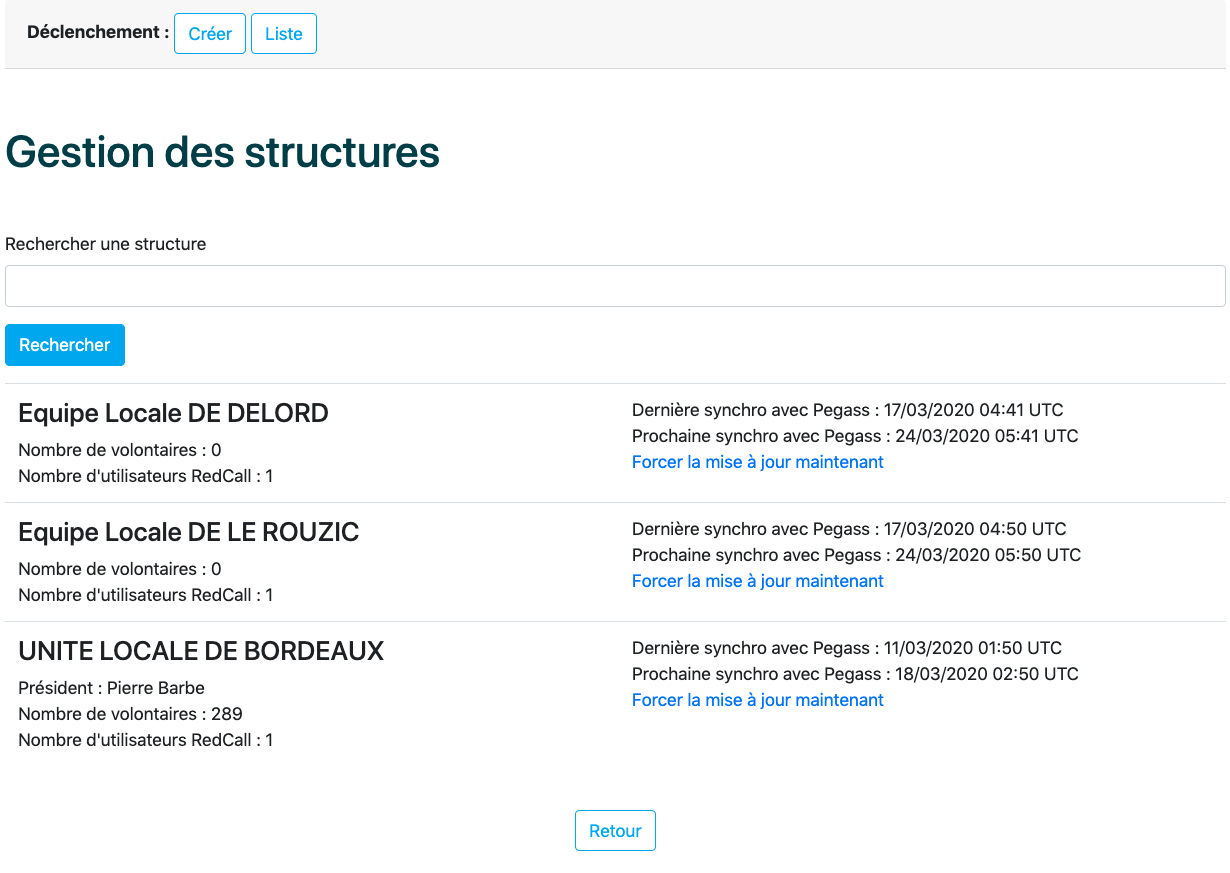 Déclenchement : Créer Liste
Gestion des structures
Rechercher une structure
Rechercher
Equipe Locale DE DELORD
Nombre de volontaires : 0
Nombre d'utilisateurs RedCall : 1
Dernière synchro avec Pegass : 17/03/2020 04:41 UTC
Prochaine synchro avec Pegass : 24/03/2020 05:41 UTC
Forcer la mise à jour maintenant
Equipe Locale DE LE ROUZIC
Nombre de volontaires : 0
Nombre d'utilisateurs RedCall : 1
Dernière synchro avec Pegass : 17/03/2020 04:50 UTC
Prochaine synchro avec Pegass : 24/03/2020 05:50 UTC
Forcer la mise à jour maintenant
UNITE LOCALE DE BORDEAUX
Président : Pierre Barbe
Nombre de volontaires : 289
Nombre d'utilisateurs RedCall : 1
Dernière synchro avec Pegass : 11/03/2020 01:50 UTC
Prochaine synchro avec Pegass : 18/03/2020 02:50 UTC
Forcer la mise à jour maintenant
Retour